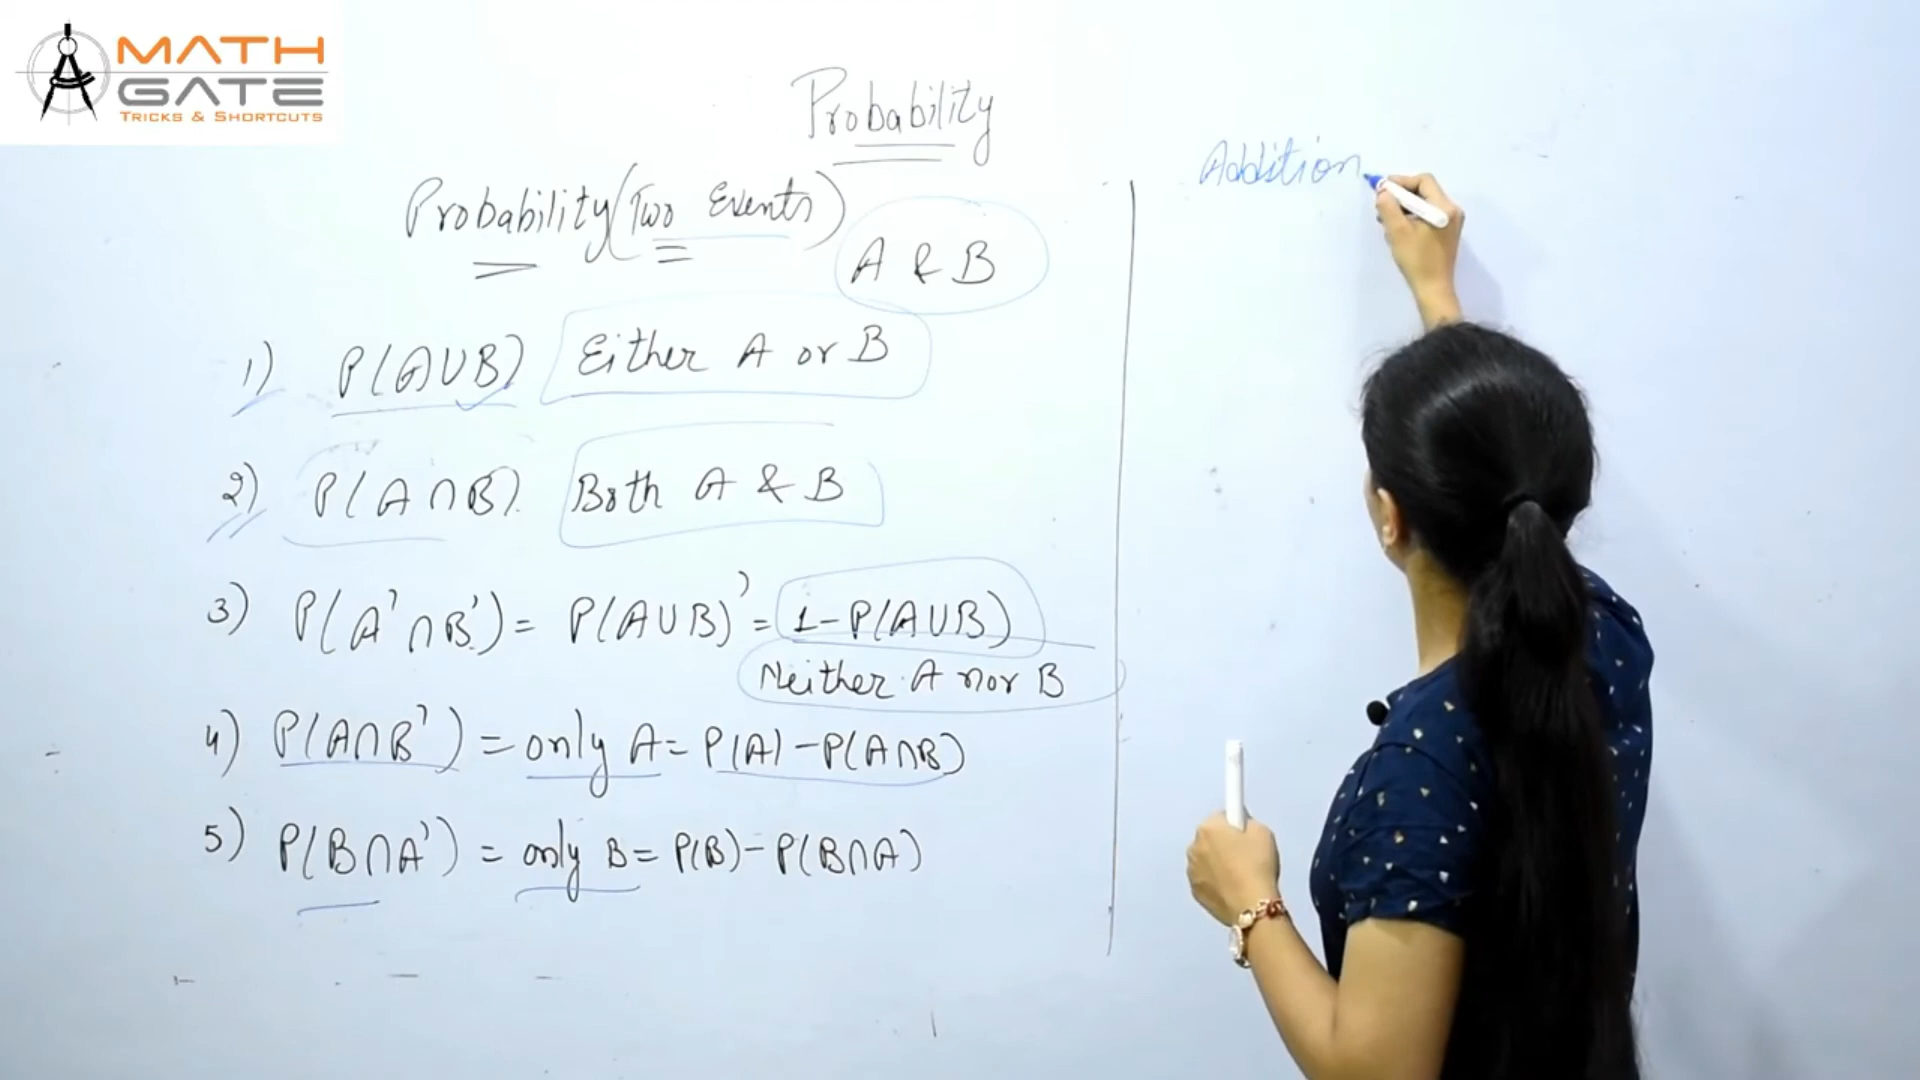 MATH
GATE
TRICKS & SHORTCUTS
Probability
Probability (Two Events)
A & B
1) P(A∪B) Either A or B
2) P(A∩B). Both A & B
3) P(A'∩B') = P(A∪B)' = 1-P(A∪B)
Neither A nor B
4) P(A∩B') = only A = P(A) - P(A∩B)
5) P(B∩A') = only B = P(B) - P(B∩A)
Addition